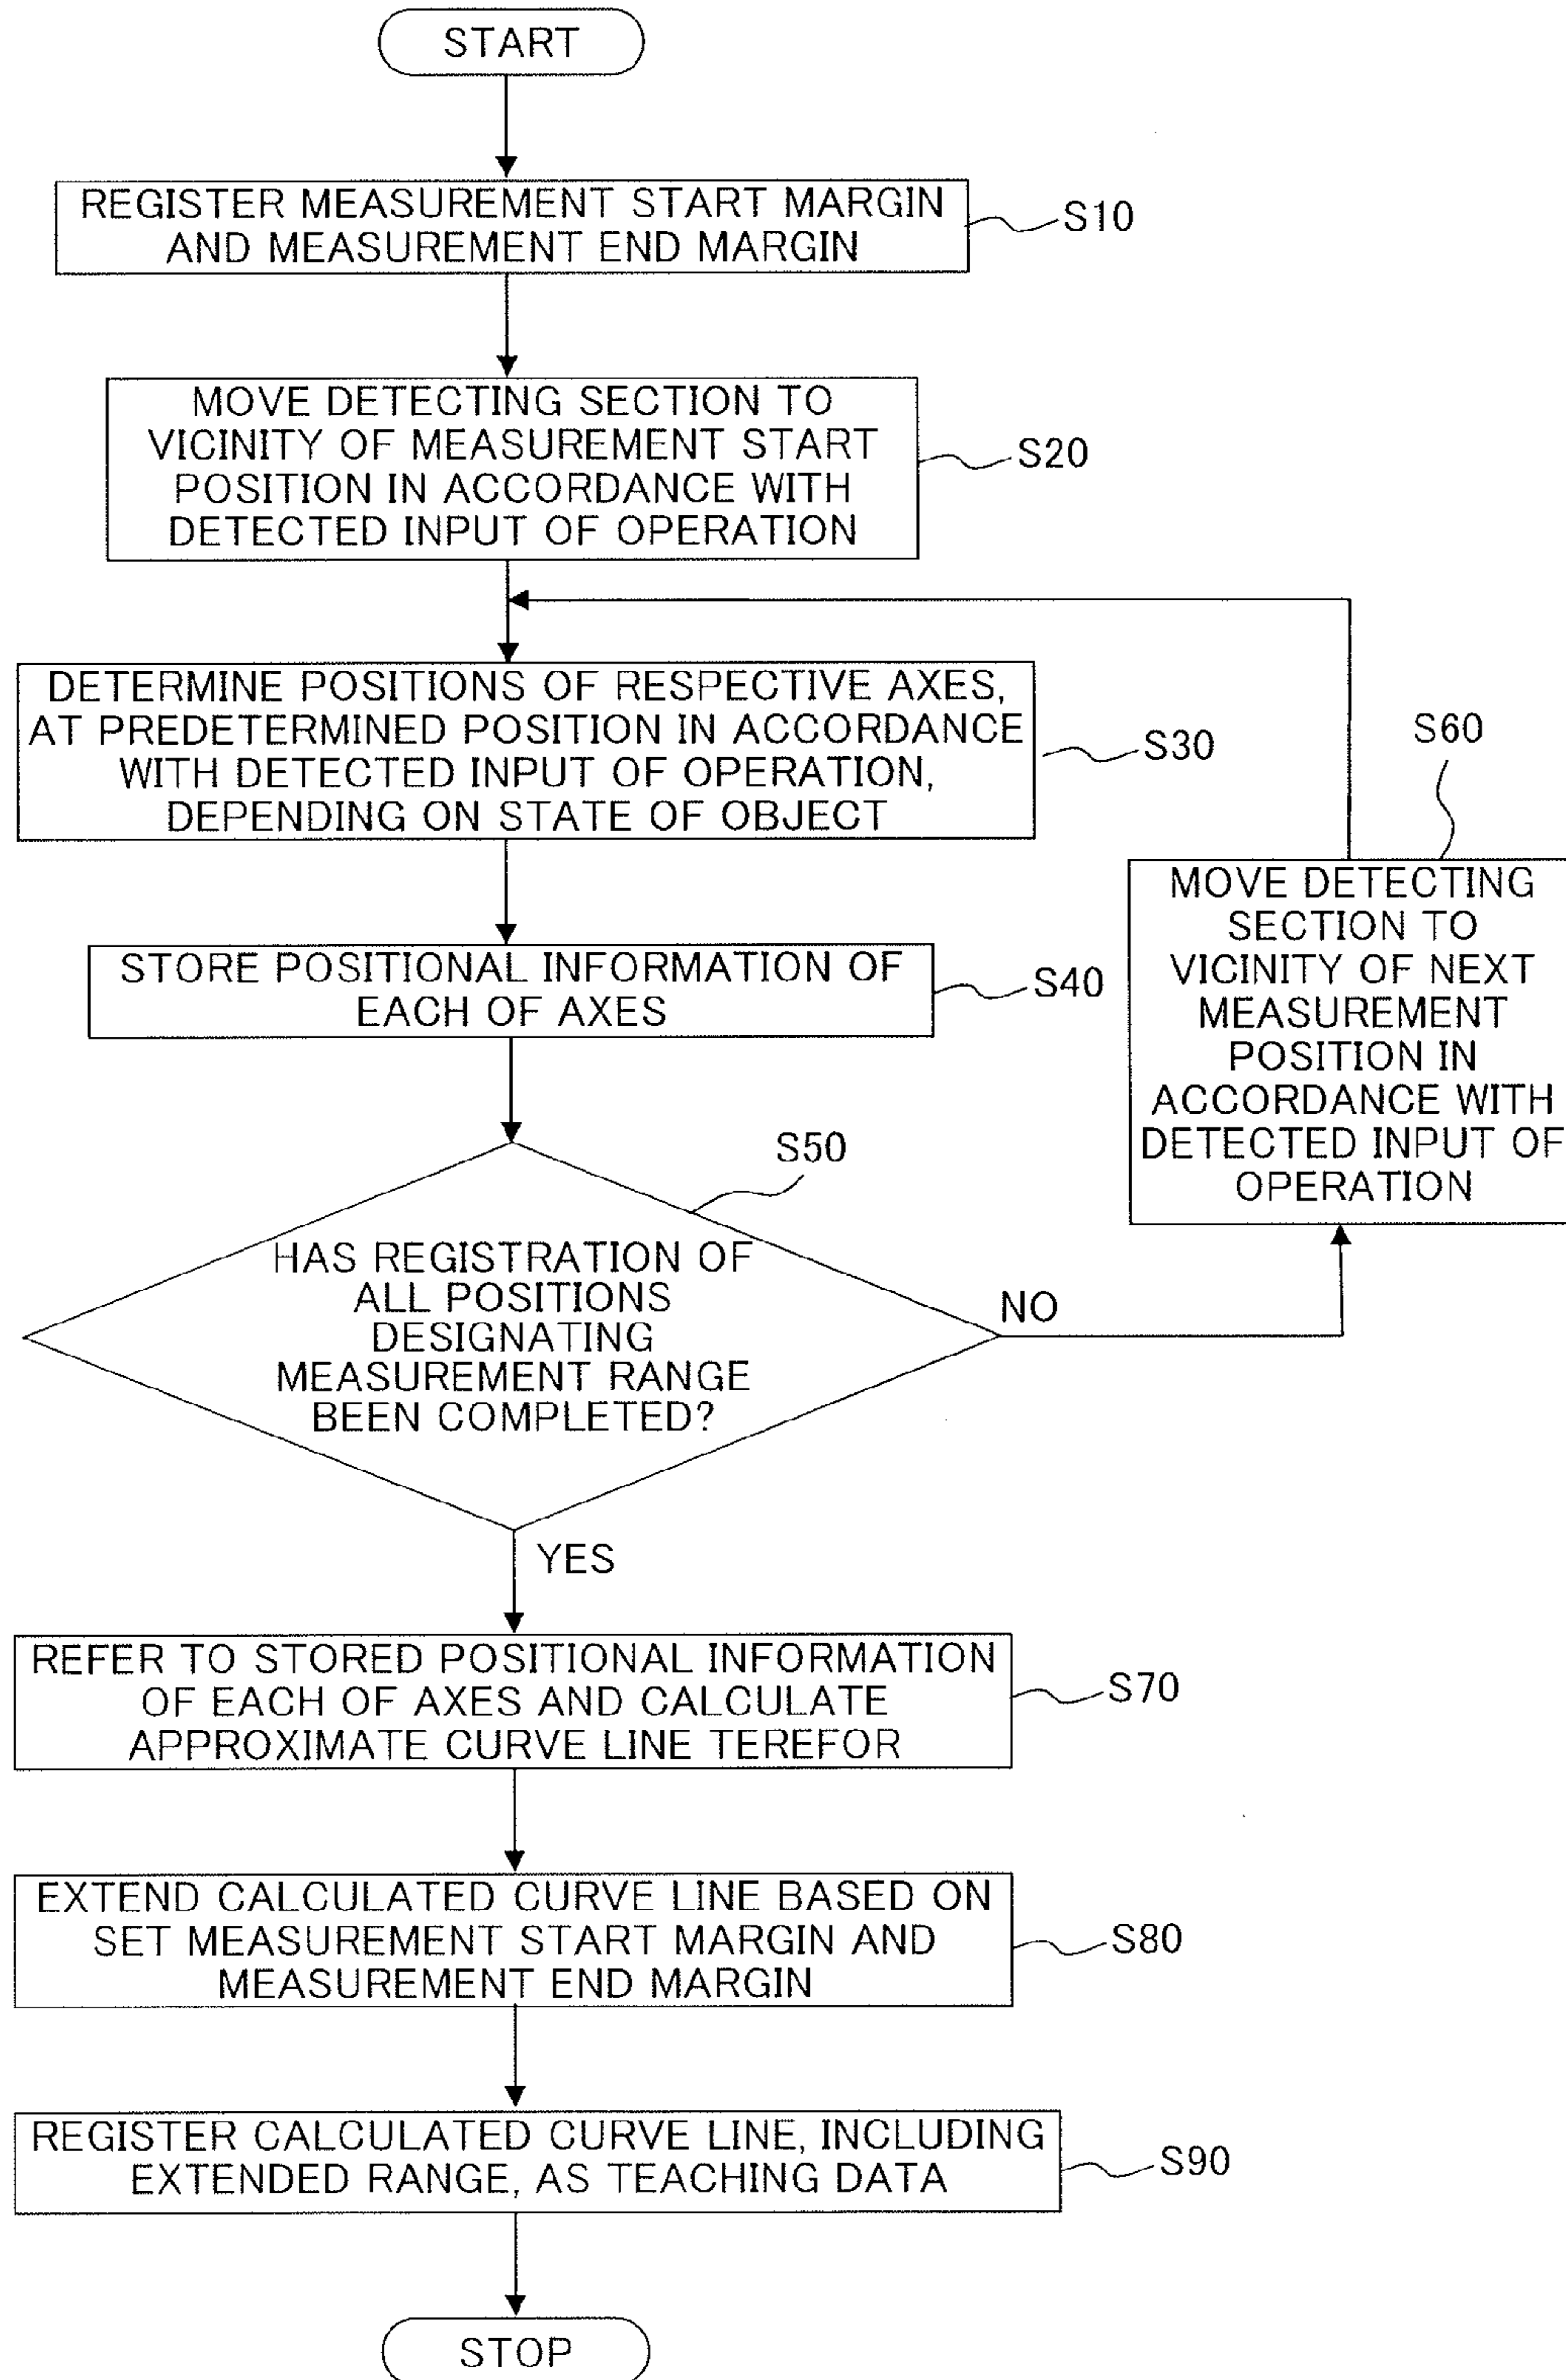 START
REGISTER MEASUREMENT START MARGIN
AND MEASUREMENT END MARGIN
S10
MOVE DETECTING SECTION TO
VICINITY OF MEASUREMENT START
POSITION IN ACCORDANCE WITH
DETECTED INPUT OF OPERATION
S20
DETERMINE POSITIONS OF RESPECTIVE AXES,
AT PREDETERMINED POSITION IN ACCORDANCE
WITH DETECTED INPUT OF OPERATION,
DEPENDING ON STATE OF OBJECT
S30
STORE POSITIONAL INFORMATION OF
EACH OF AXES
S40
HAS REGISTRATION OF
ALL POSITIONS
DESIGNATING
MEASUREMENT RANGE
BEEN COMPLETED?
S50
NO
S60
MOVE DETECTING
SECTION TO
VICINITY OF NEXT
MEASUREMENT
POSITION IN
ACCORDANCE WITH
DETECTED INPUT OF
OPERATION
YES
REFER TO STORED POSITIONAL INFORMATION
OF EACH OF AXES AND CALCULATE
APPROXIMATE CURVE LINE TEREFOR
S70
EXTEND CALCULATED CURVE LINE BASED ON
SET MEASUREMENT START MARGIN AND
MEASUREMENT END MARGIN
S80
REGISTER CALCULATED CURVE LINE, INCLUDING
EXTENDED RANGE, AS TEACHING DATA
S90
STOP